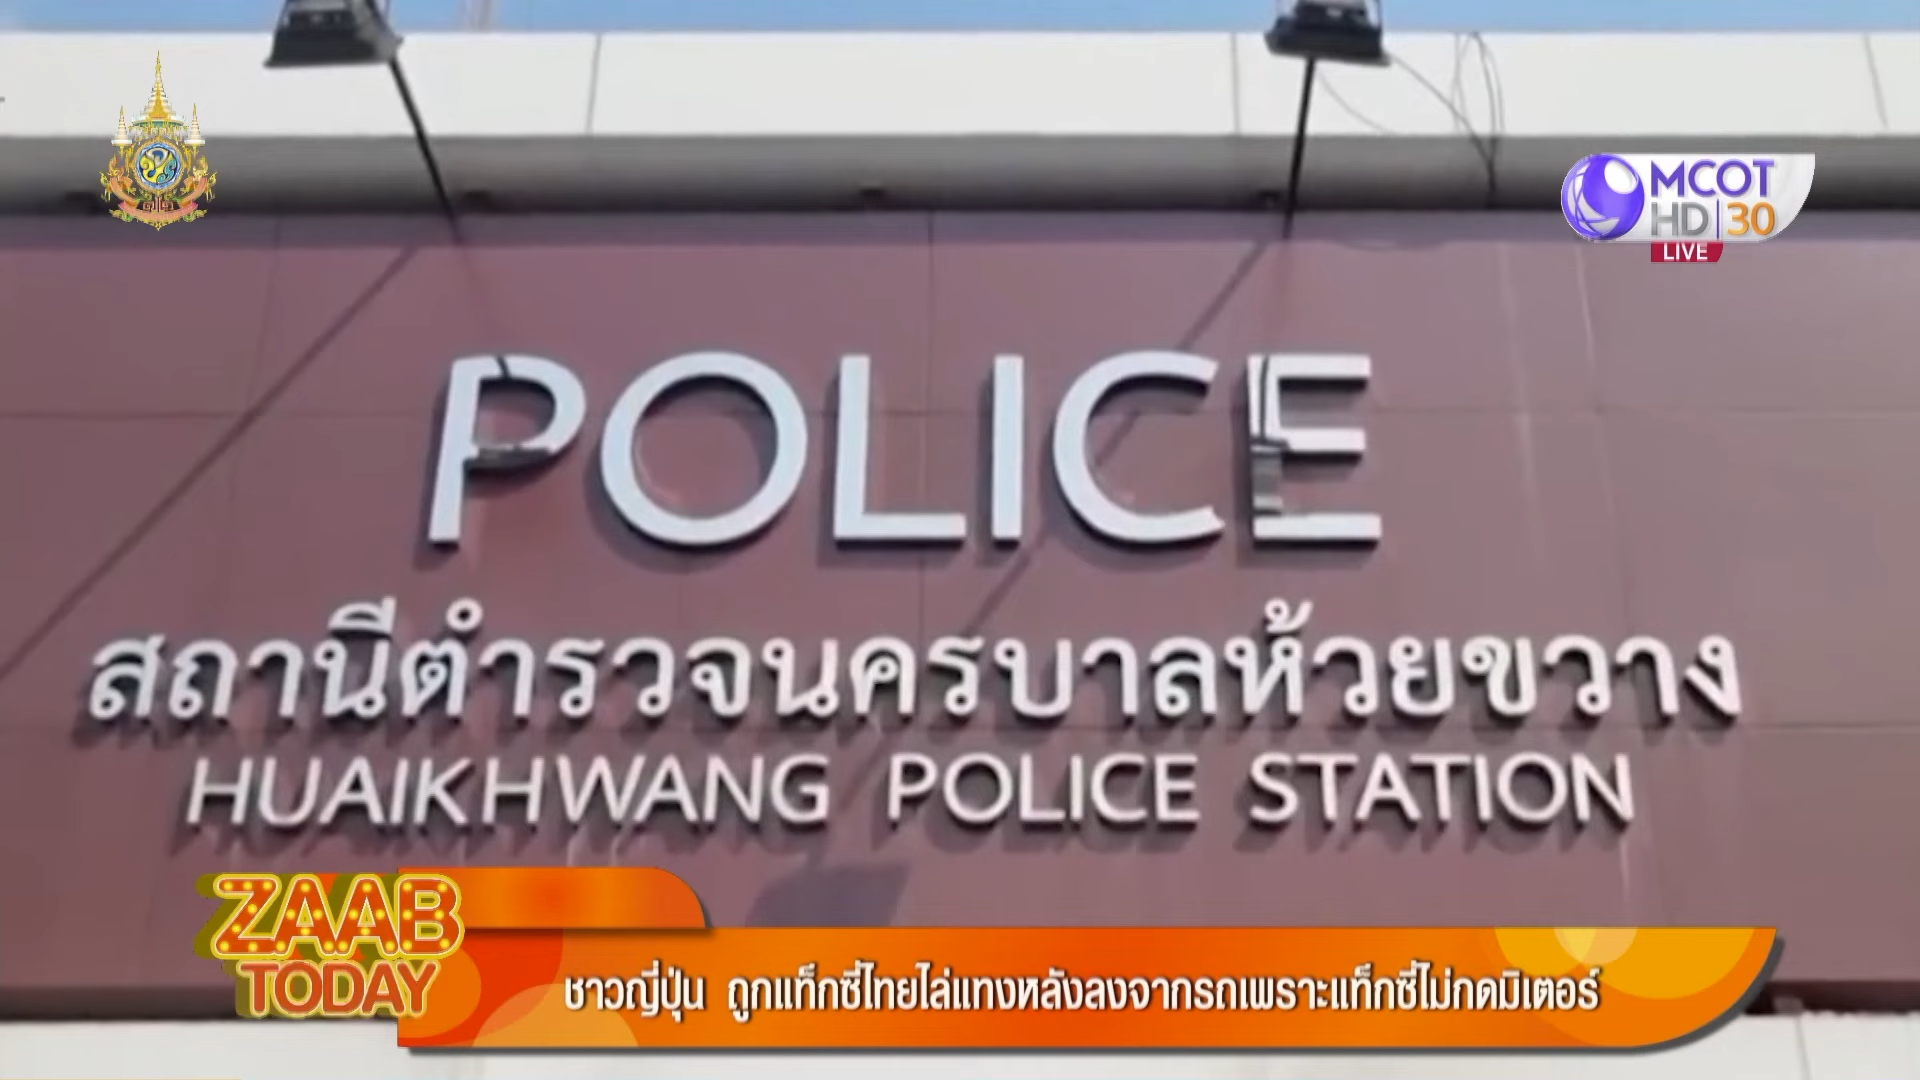 MCOT
HD 30
LIVE
POLICE
สถานีตำรวจนครบาลห้วยขวาง
HUAIKHWANG POLICE STATION
ZAAB
TODAY
ชาวญี่ปุ่น ถูกแท็กซี่ไทยไล่แทงหลังลงจากรถเพราะแท็กซี่ไม่กดมิเตอร์